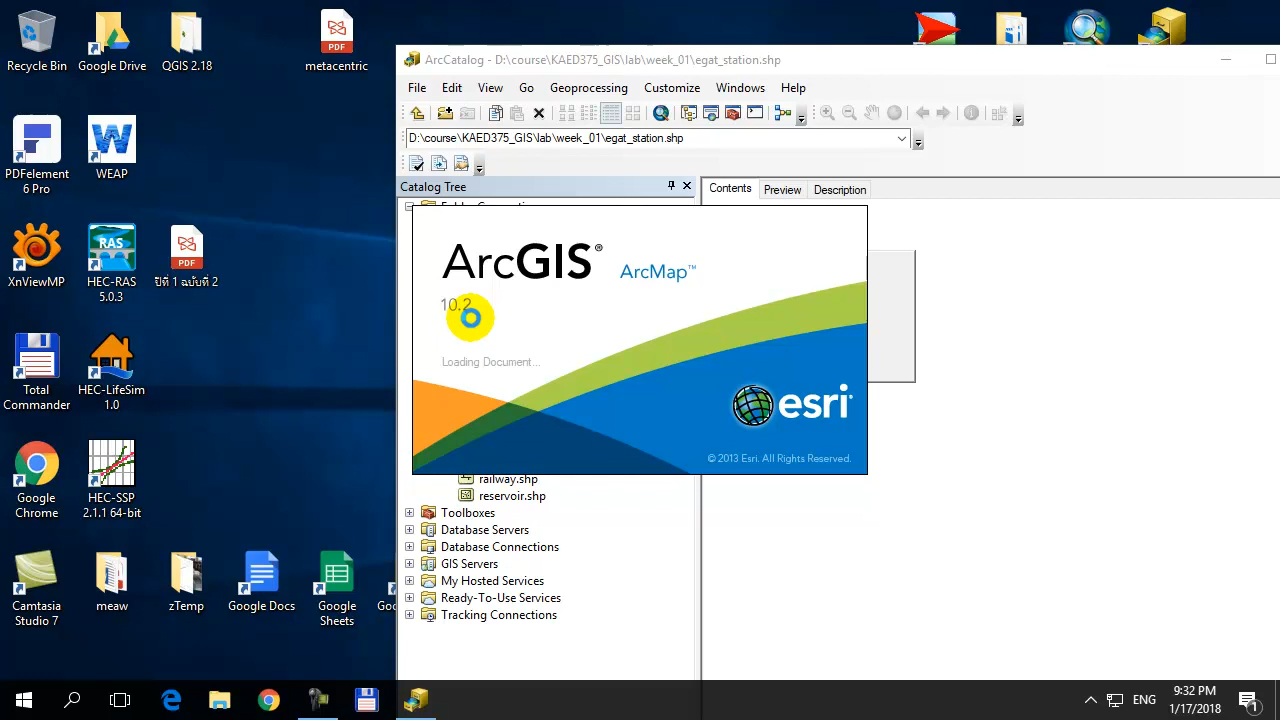 Recycle Bin
Google Drive
QGIS 2.18
PDF
metacentric
PDFelement
6 Pro
WEAP
XnViewMP
RAS
HEC-RAS
5.0.3
PDF
ปีที่ 1 ฉบับที่ 2
Total
Commander
HEC-LifeSim
1.0
Google
Chrome
HEC-SSP
2.1.1 64-bit
Camtasia
Studio 7
meaw
zTemp
Google Docs
Google
Sheets
ArcCatalog - D:\course\KAED375_GIS\lab\week_01\egat_station.shp
File Edit View Go Geoprocessing Customize Windows Help
D:\course\KAED375_GIS\lab\week_01\egat_station.shp
Catalog Tree
Contents Preview Description
ArcGIS® ArcMap™
10.2
Loading Document...
esri
© 2013 Esri. All Rights Reserved.
railway.shp
reservoir.shp
Toolboxes
Database Servers
Database Connections
GIS Servers
My Hosted Services
Ready-To-Use Services
Tracking Connections
ENG
9:32 PM
1/17/2018
1